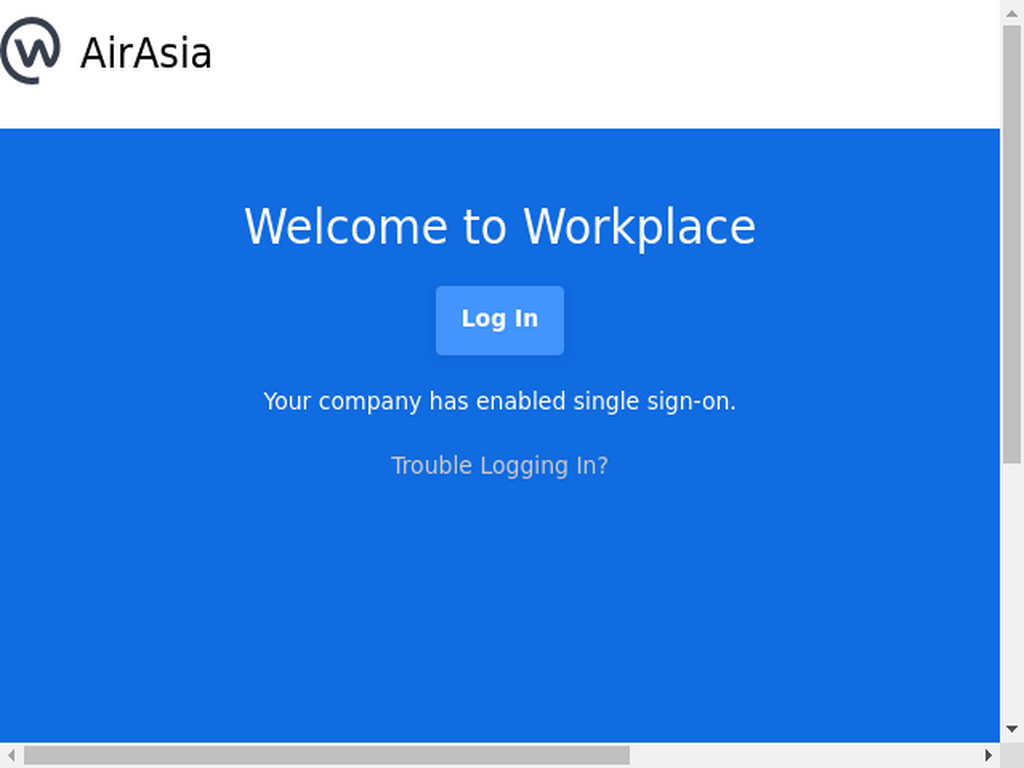 AirAsia
Welcome to Workplace
Log In
Your company has enabled single sign-on.
Trouble Logging In?